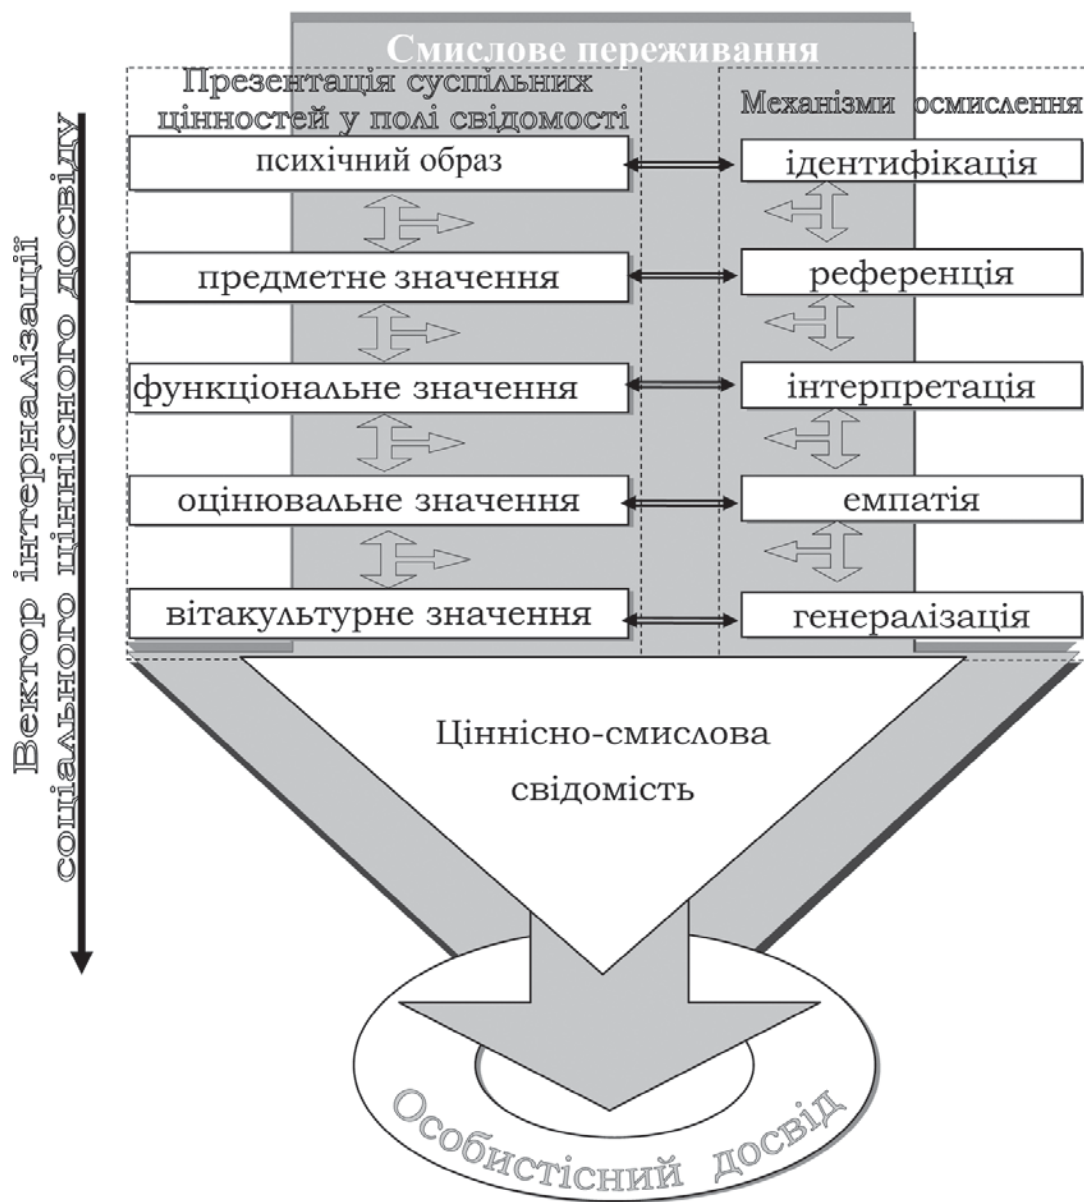 Смислове переживання
Презентація суспільних
цінностей у полі свідомості
Механізми осмислення
психічний образ
ідентифікація
предметне значення
референція
функціональне значення
інтерпретація
оцінювальне значення
емпатія
вітакультурне значення
генералізація
Вектор інтерналізації
соціального ціннісного досвіду
Ціннісно-смислова
свідомість
Особистісний досвід